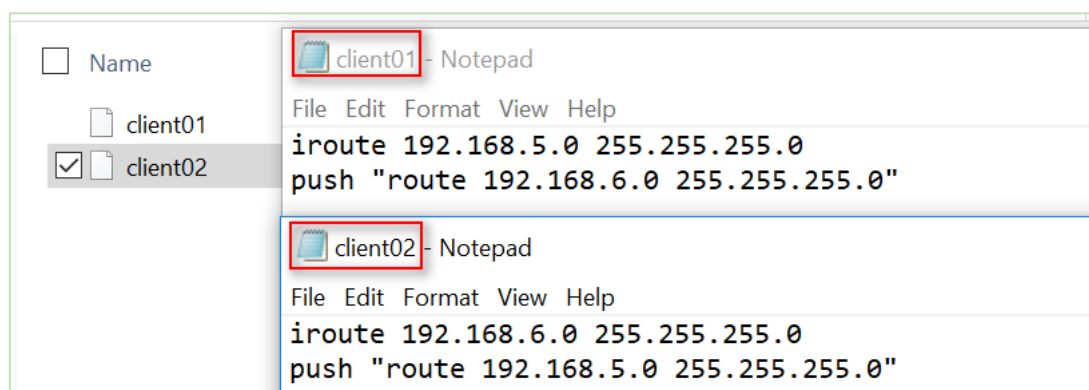 Name
client01
client02
client01 - Notepad
File Edit Format View Help
iroute 192.168.5.0 255.255.255.0
push "route 192.168.6.0 255.255.255.0"
client02 - Notepad
File Edit Format View Help
iroute 192.168.6.0 255.255.255.0
push "route 192.168.5.0 255.255.255.0"